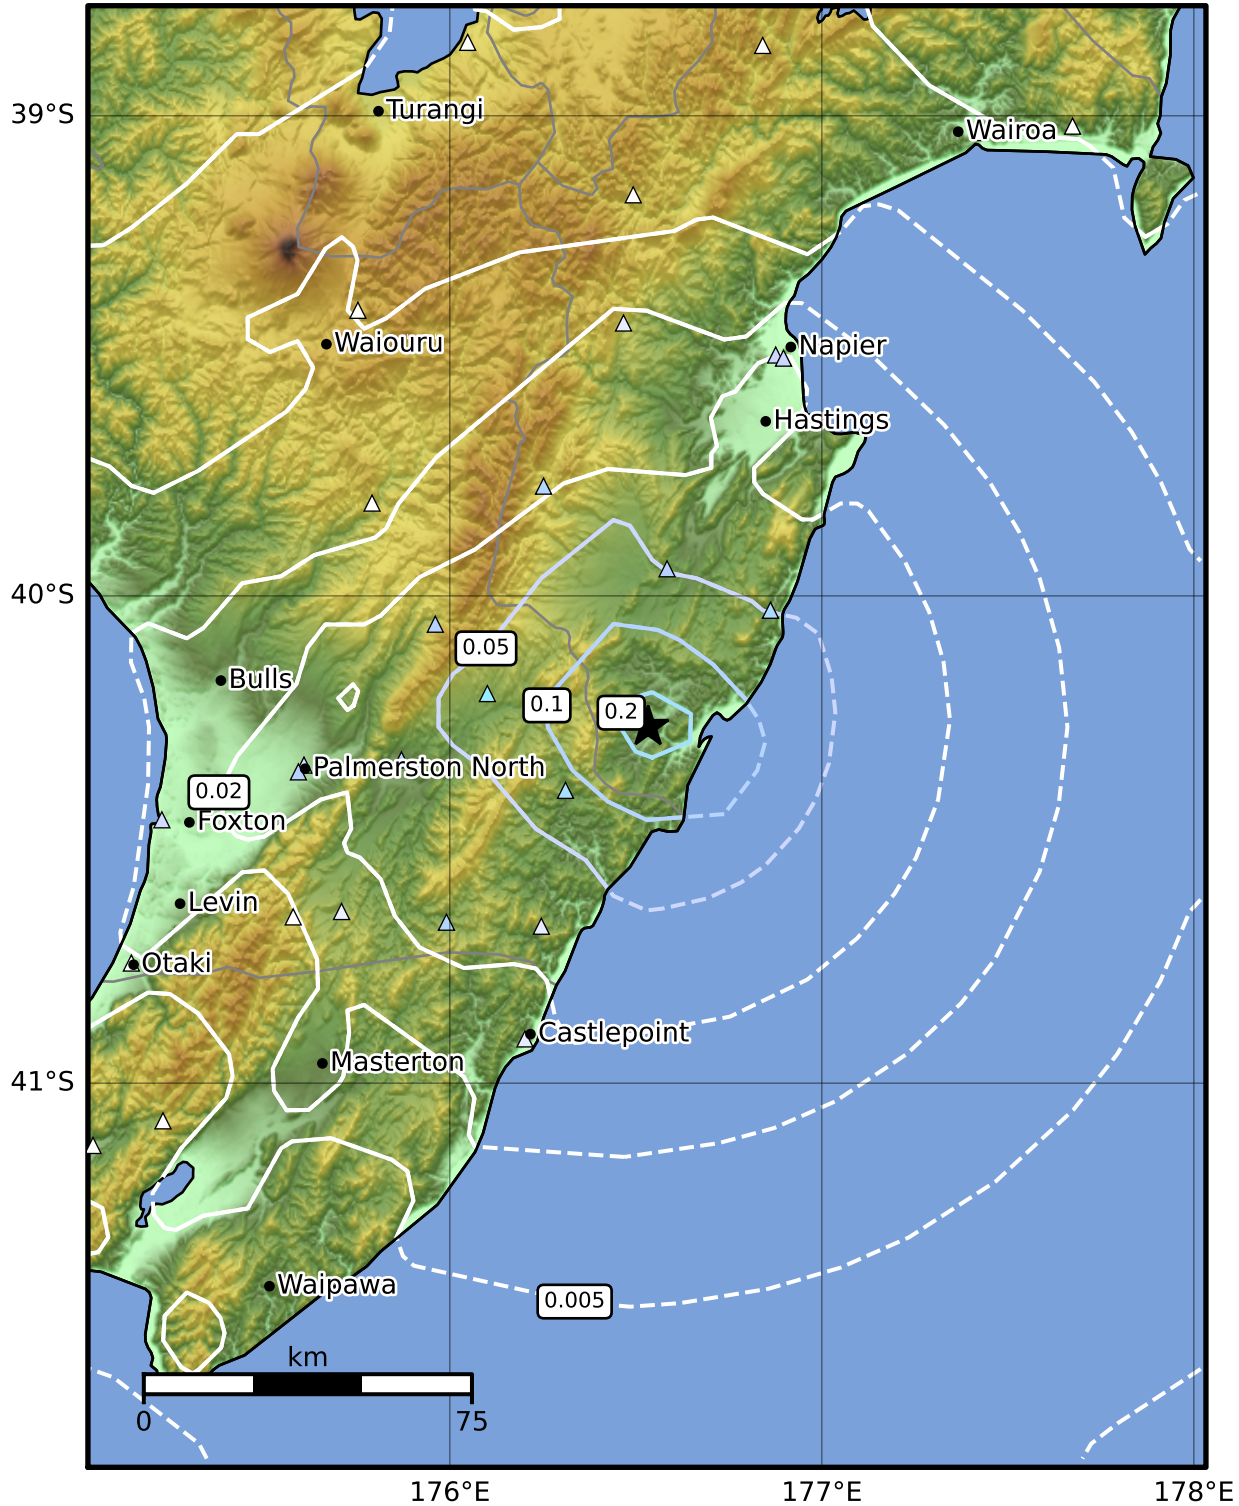 39°S
Turangi
Wairoa
Waiouru
Napier
Hastings
40°S
0.05
Bulls
0.1
0.2
Palmerston North
0.02
Foxton
Levin
Otaki
Castlepoint
Masterton
41°S
Waipawa
0.005
km
0
75
176°E
177°E
178°E